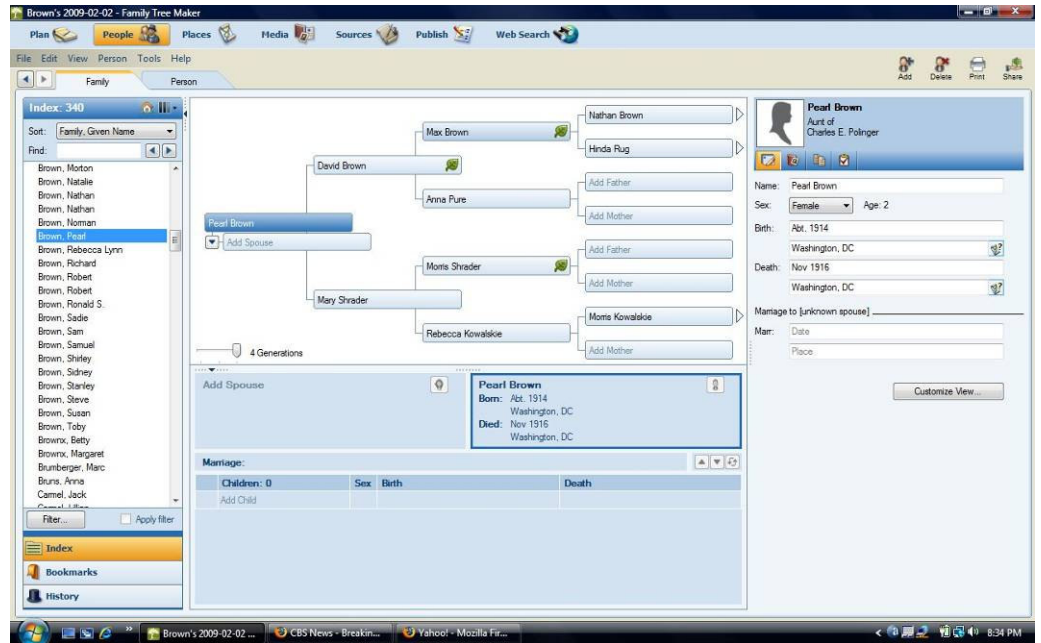 Brown's 2009-02-02 - Family Tree Maker
Plan People Places Media Sources Publish Web Search
File Edit View Person Tools Help
Add Delete Print Share
Family Person
Index: 340
Sort: Family, Given Name
Find:
Brown, Morton
Brown, Natalie
Brown, Nathan
Brown, Nathan
Brown, Norman
Brown, Pearl
Brown, Rebecca Lynn
Brown, Richard
Brown, Robert
Brown, Robert
Brown, Ronald S.
Brown, Sadie
Brown, Sam
Brown, Samuel
Brown, Shirley
Brown, Sidney
Brown, Stanley
Brown, Steve
Brown, Susan
Brown, Toby
Brownx, Betty
Brownx, Margaret
Brumberger, Marc
Bruns, Anna
Carmel, Jack
Filter... Apply filter
Index
Bookmarks
History
Pearl Brown
Add Spouse
David Brown
Mary Shrader
Max Brown
Anna Pure
Morris Shrader
Rebecca Kowalskie
Nathan Brown
Hinda Rug
Add Father
Add Mother
Add Father
Add Mother
Morris Kowalskie
Add Mother
4 Generations
Add Spouse
Pearl Brown
Born: Abt. 1914
Washington, DC
Died: Nov 1916
Washington, DC
Marriage:
Children: 0 Sex Birth Death
Add Child
Pearl Brown
Aunt of
Charles E. Polinger
Name: Pearl Brown
Sex: Female Age: 2
Birth: Abt. 1914
Washington, DC
Death: Nov 1916
Washington, DC
Marriage to [unknown spouse]
Marr: Date
Place
Customize View...
Brown's 2009-02-02 ... CBS News - Breakin... Yahoo! - Mozilla Fir... 8:34 PM